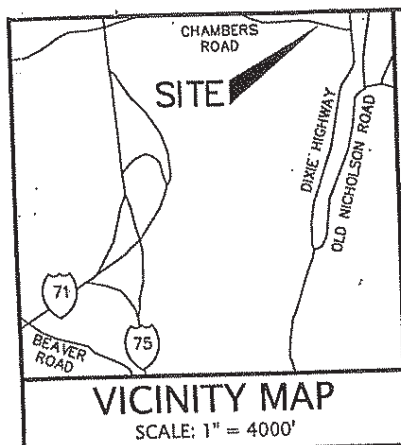 CHAMBERS
ROAD
SITE
DIXIE HIGHWAY
OLD NICHOLSON ROAD
71
75
BEAVER
ROAD
VICINITY MAP
SCALE: 1" = 4000'